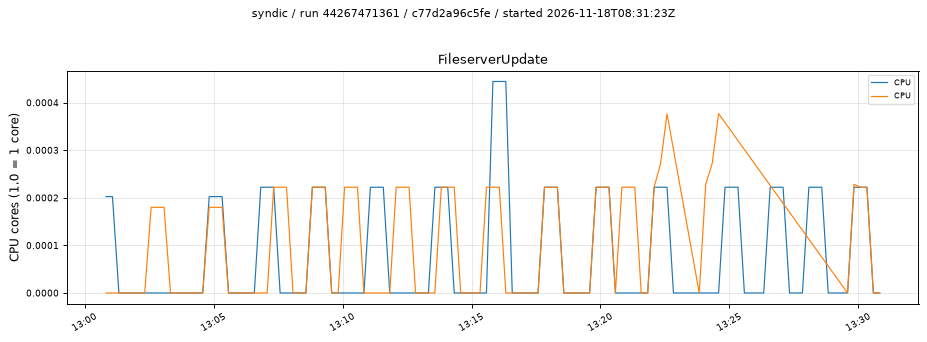 syndic / run 44267471361 / c77d2a96c5fe / started 2026-11-18T08:31:23Z
FileserverUpdate
CPU cores (1.0 = 1 core)
0.0004
0.0003
0.0002
0.0001
0.0000
CPU
CPU
13:00
13:05
13:10
13:15
13:20
13:25
13:30